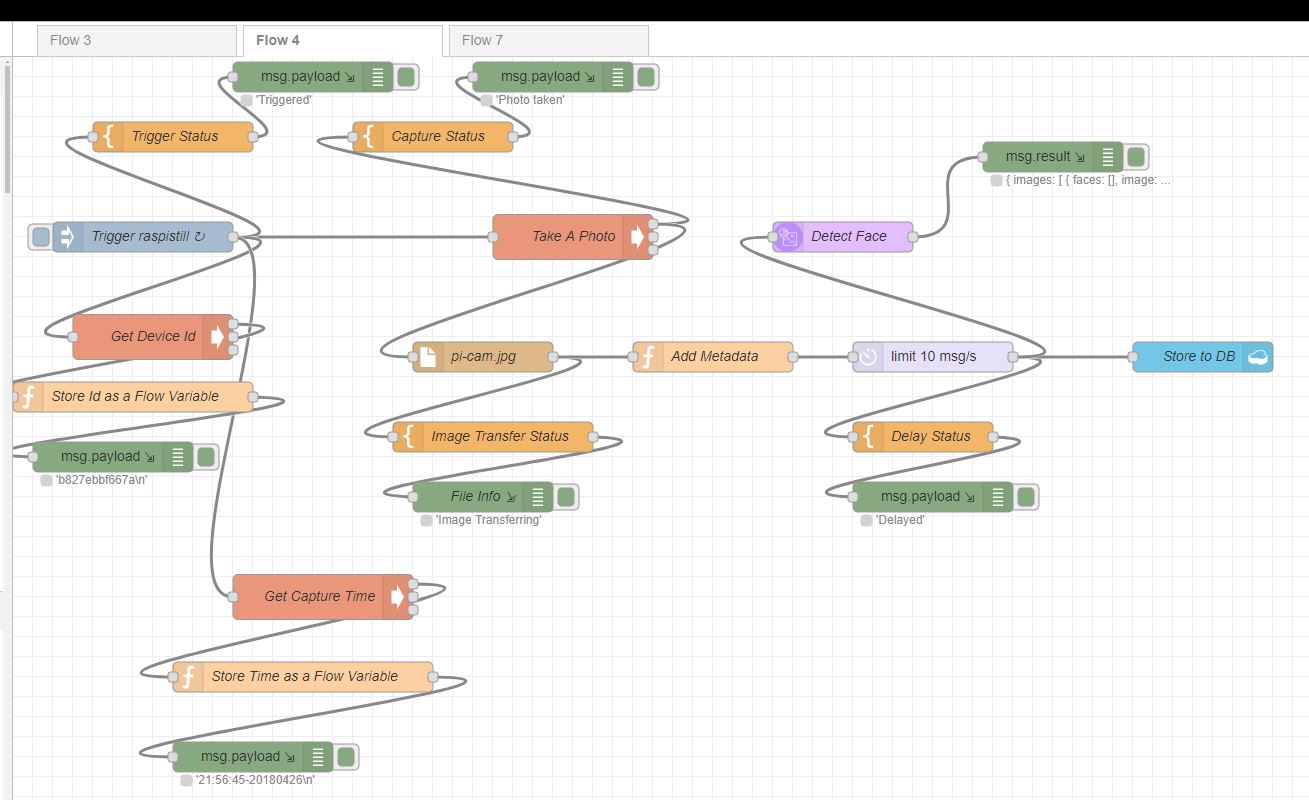 Flow 3
Flow 4
Flow 7
msg.payload
msg.payload
'Triggered'
'Photo taken'
Trigger Status
Capture Status
msg.result
{ images: [ { faces: [], image: ...
Trigger raspistill ↻
Take A Photo
Detect Face
Get Device Id
pi-cam.jpg
Add Metadata
limit 10 msg/s
Store to DB
Store Id as a Flow Variable
Image Transfer Status
Delay Status
msg.payload
'b827ebbf667a\n'
File Info
msg.payload
'Image Transferring'
'Delayed'
Get Capture Time
Store Time as a Flow Variable
msg.payload
'21:56:45-20180426\n'